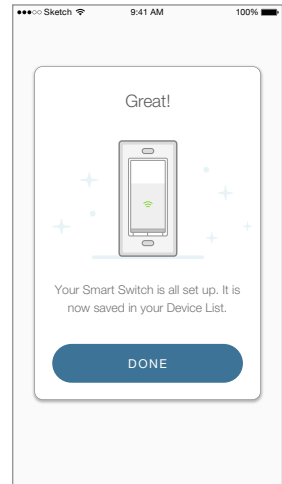 Sketch 9:41 AM 100%
Great!
Your Smart Switch is all set up. It is
now saved in your Device List.
DONE